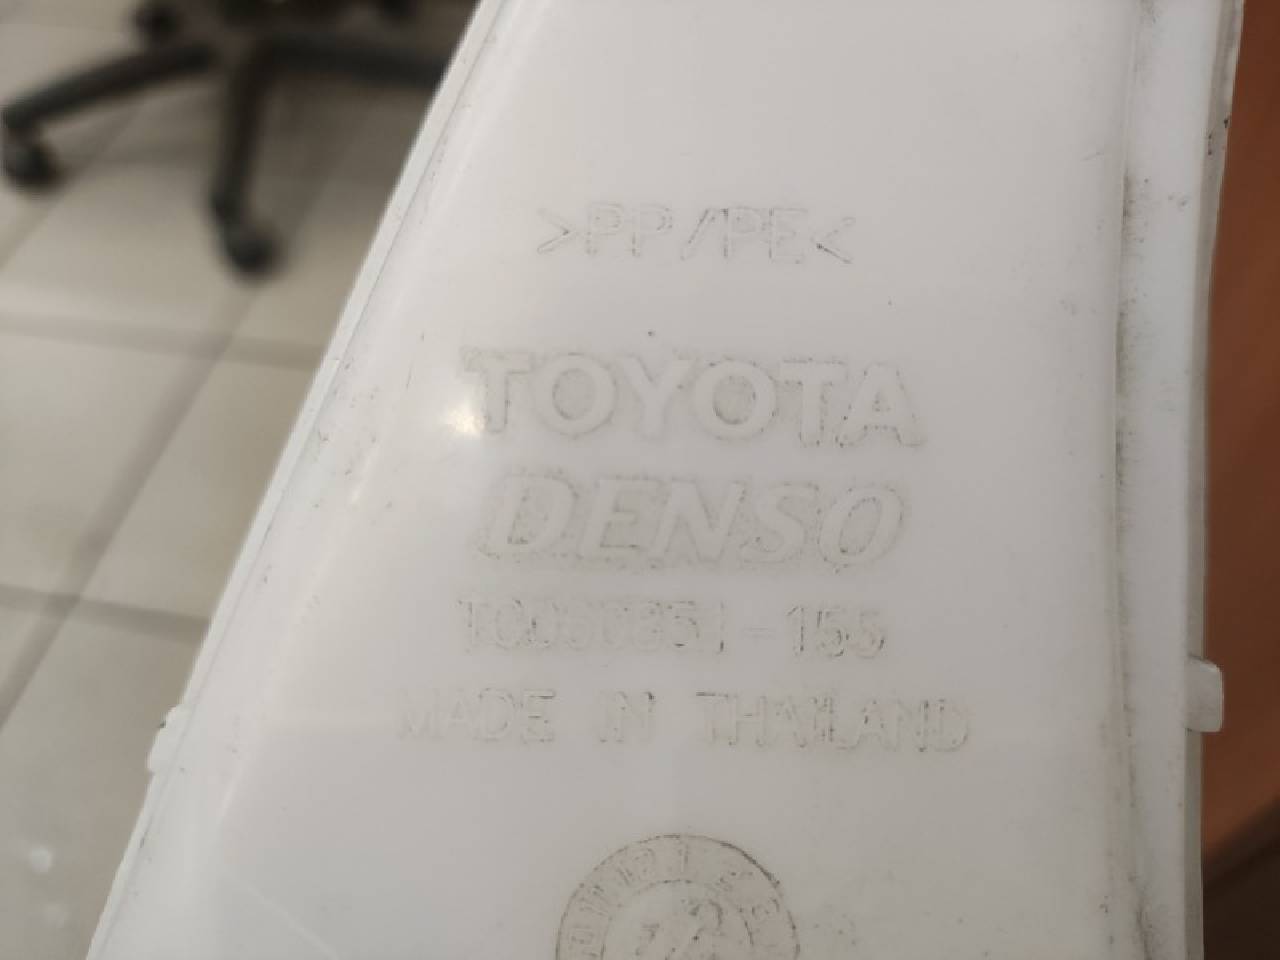 >PP/PE<
TOYOTA
DENSO
MADE IN THAILAND